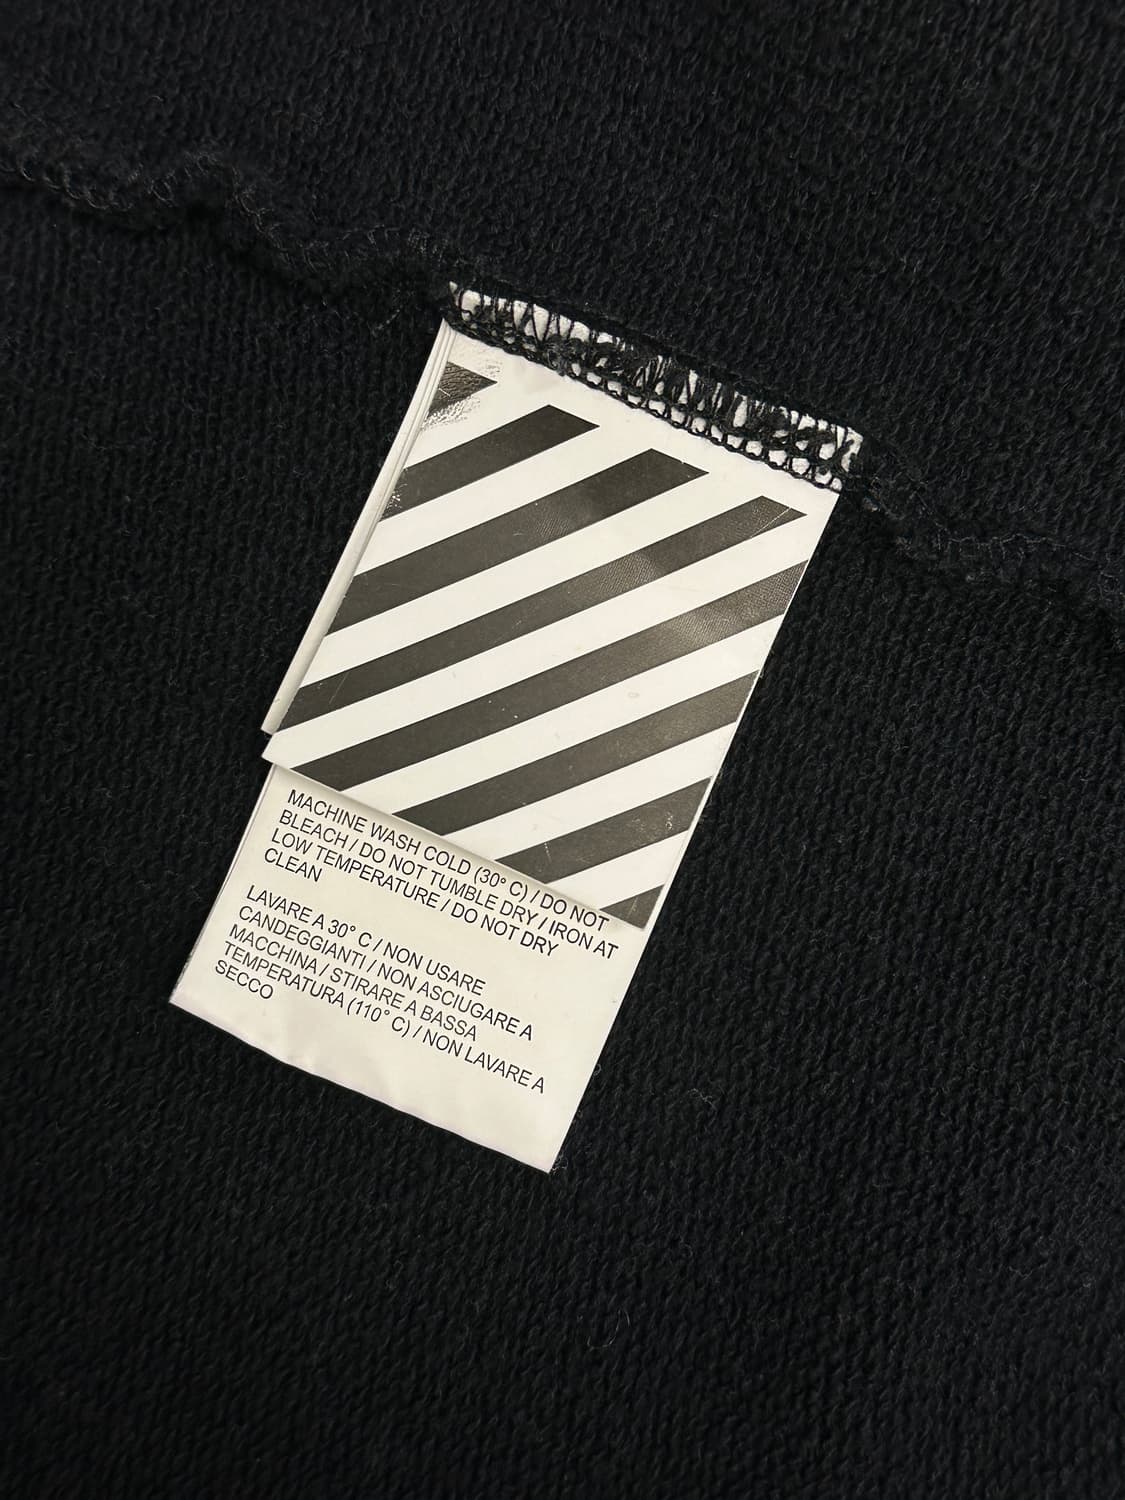 MACHINE WASH COLD (30° C) / DO NOT
BLEACH / DO NOT TUMBLE DRY / IRON AT
LOW TEMPERATURE / DO NOT DRY
CLEAN
LAVARE A 30° C / NON USARE
CANDEGGIANTI / NON ASCIUGARE A
MACCHINA / STIRARE A BASSA
TEMPERATURA (110° C) / NON LAVARE A
SECCO